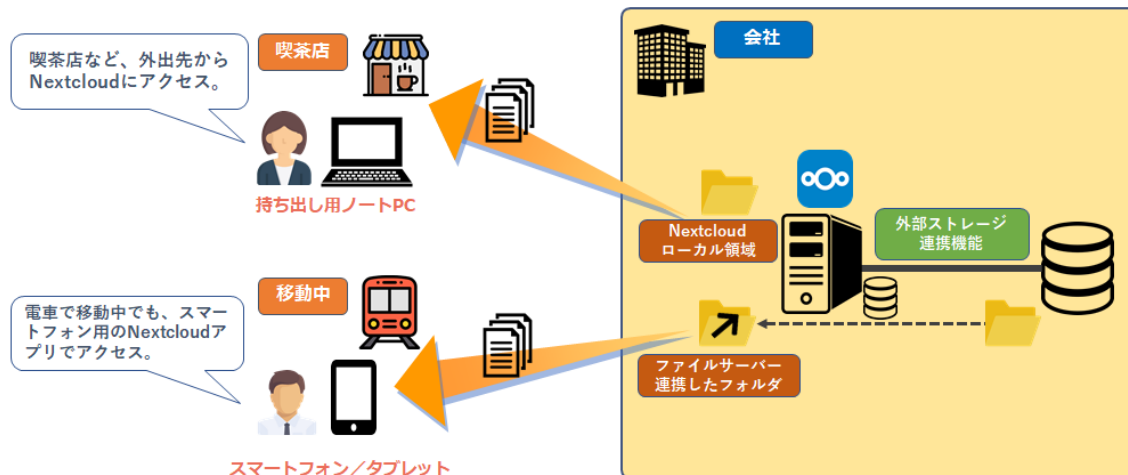 喫茶店など、外出先から
Nextcloudにアクセス。
喫茶店
持ち出し用ノートPC
電車で移動中でも、スマー
トフォン用のNextcloudア
プリでアクセス。
移動中
スマートフォン／タブレット
会社
Nextcloud
ローカル領域
外部ストレージ
連携機能
ファイルサーバー
連携したフォルダ